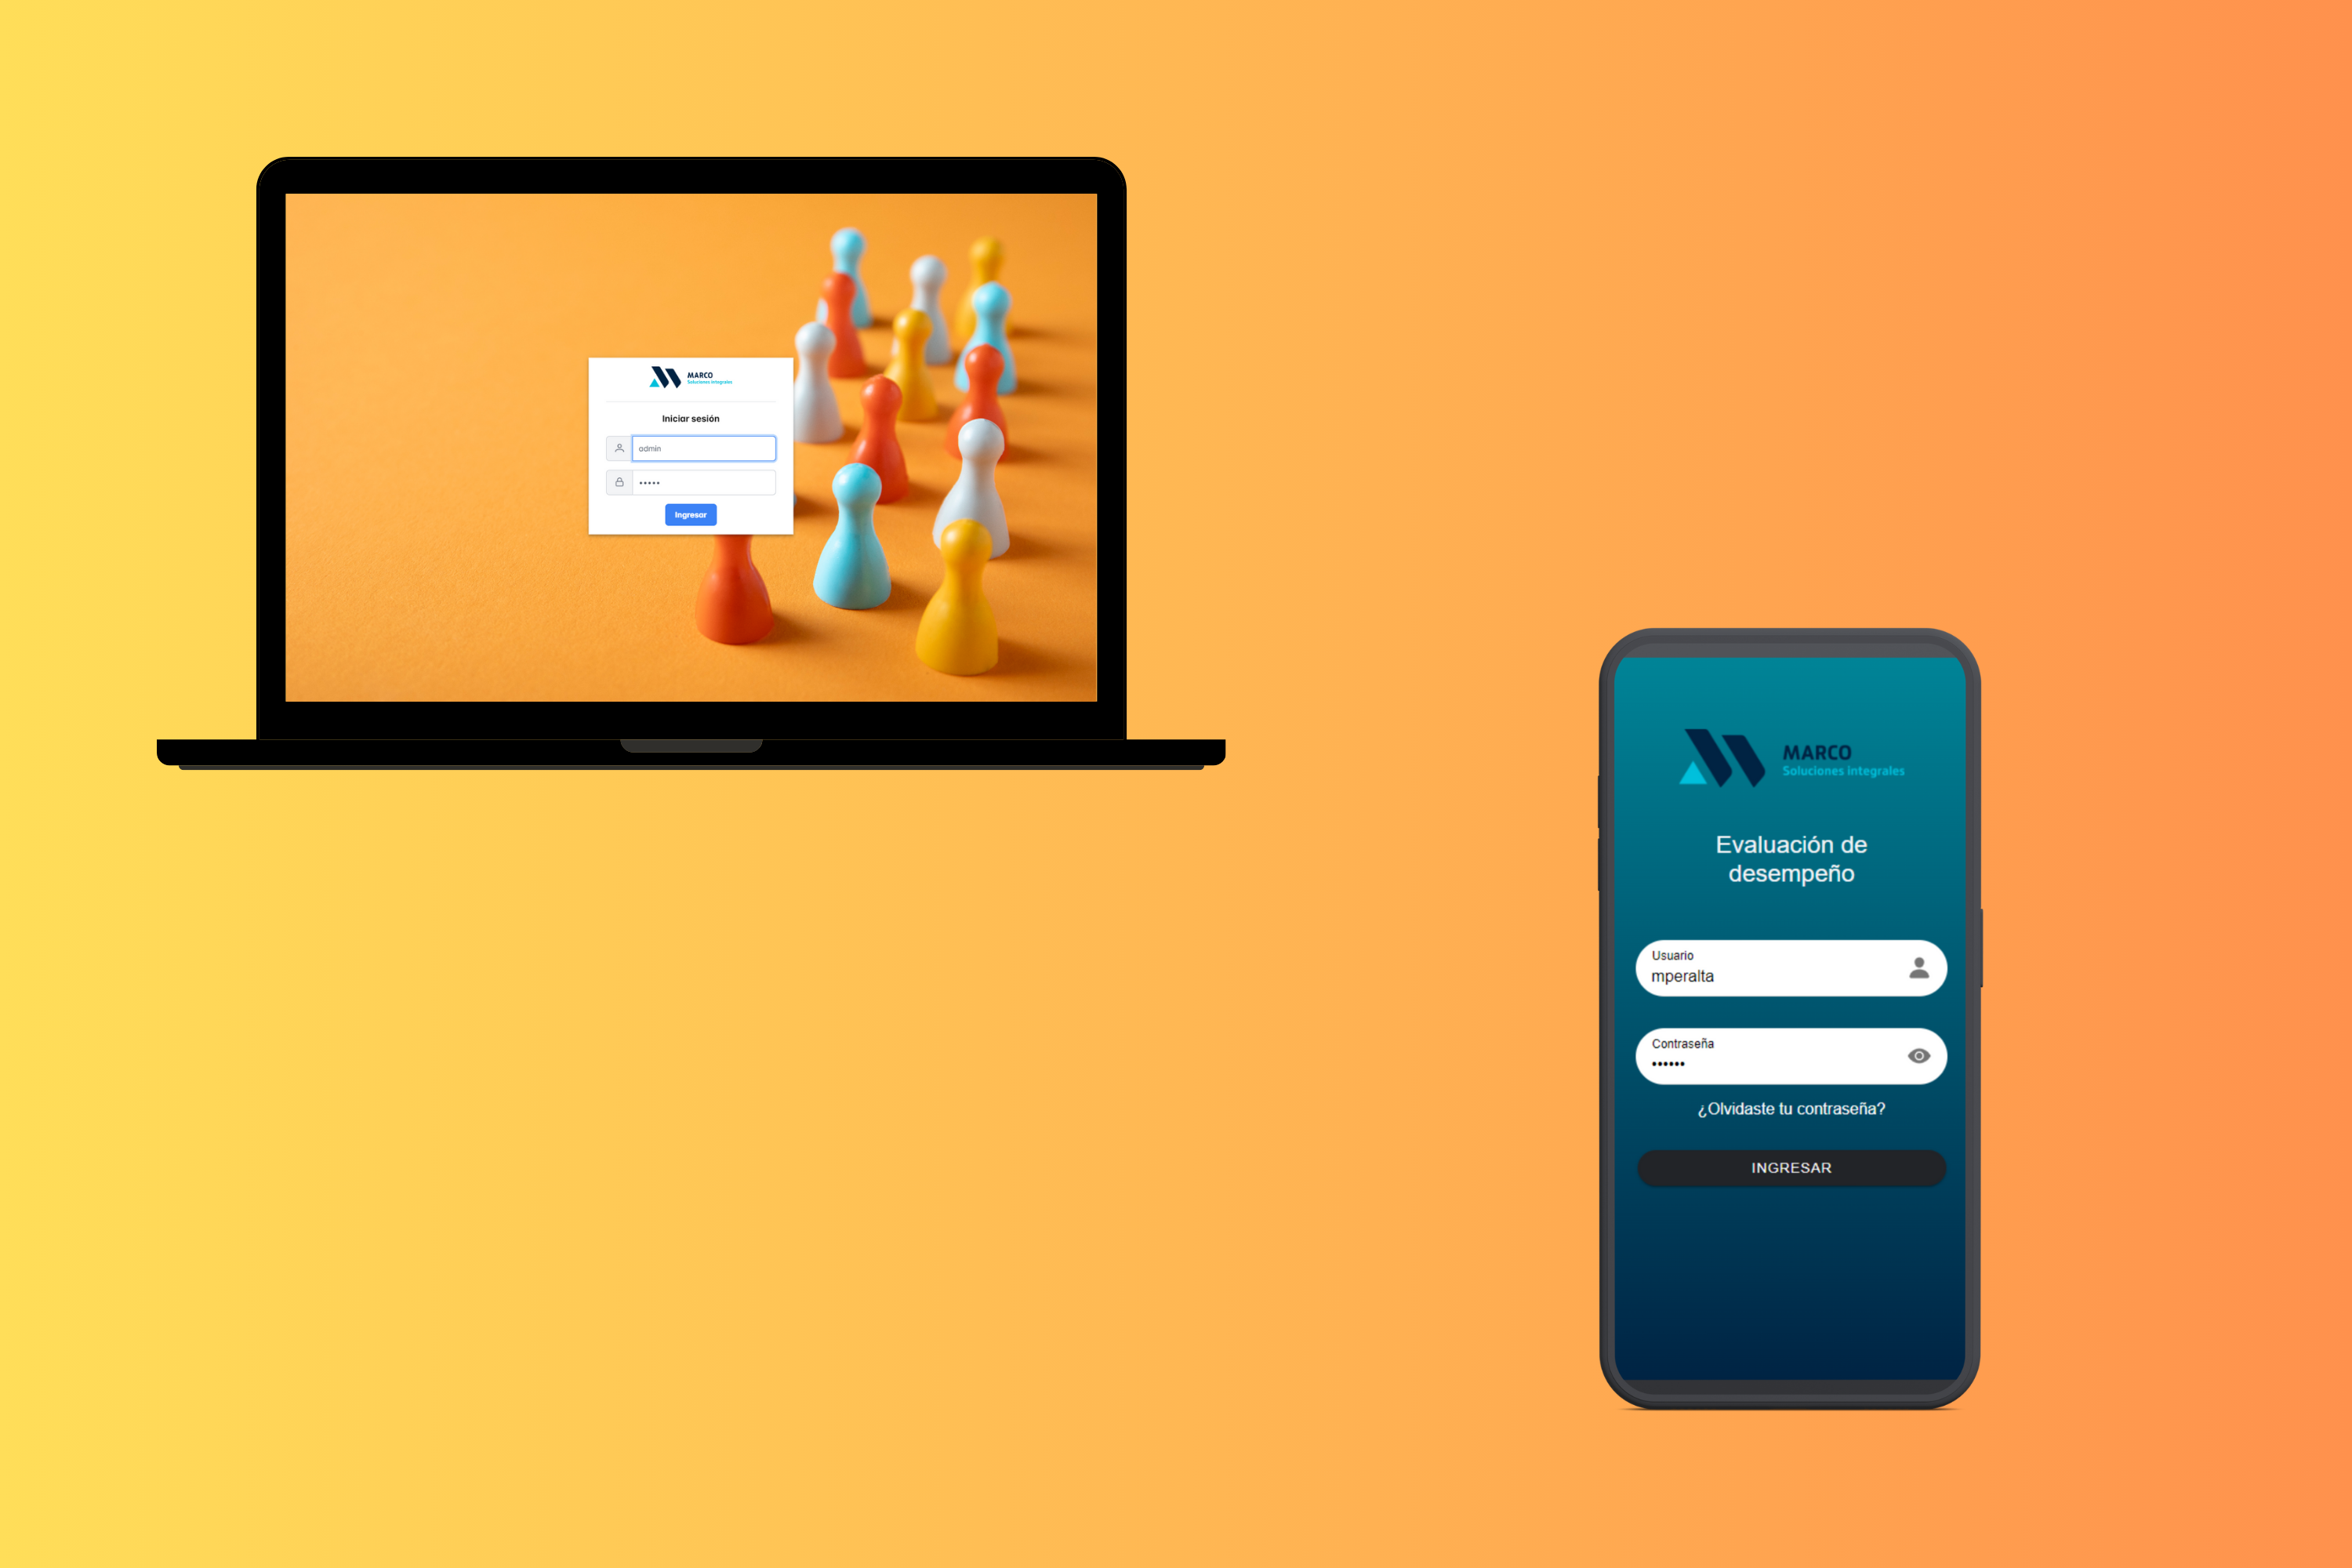 MARCO
Soluciones integrales
Iniciar sesión
admin
•••••
Ingresar
MARCO
Soluciones integrales
Evaluación de
desempeño
Usuario
mperalta
Contraseña
••••••
¿Olvidaste tu contraseña?
INGRESAR